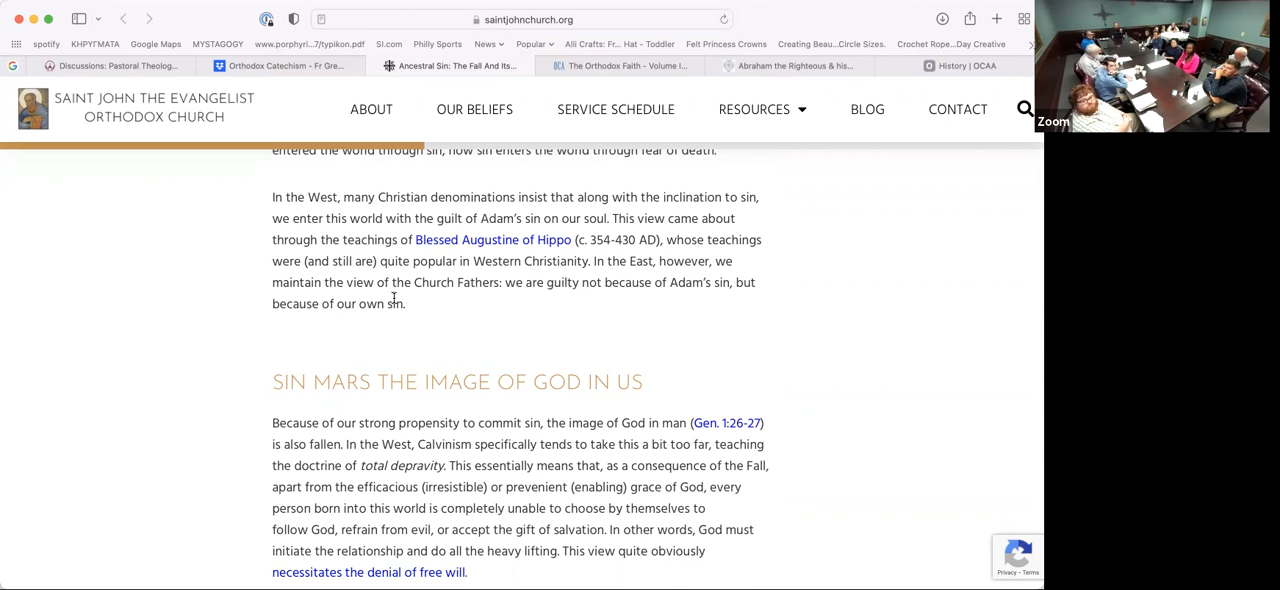 saintjohnchurch.org
spotify
ΚΗΡΥΓΜΑΤΑ
Google Maps
MYSTAGOGY
www.porphyri...7/typikon.pdf
SI.com
Philly Sports
News
Popular
Alli Crafts: Fr... Hat - Toddler
Felt Princess Crowns
Creating Beau...Circle Sizes.
Crochet Rope...Day Creative
Discussions: Pastoral Theolog...
Orthodox Catechism - Fr Gre...
Ancestral Sin: The Fall And Its...
The Orthodox Faith - Volume I...
Abraham the Righteous & his...
History | OCAA
SAINT JOHN THE EVANGELIST
ORTHODOX CHURCH
ABOUT
OUR BELIEFS
SERVICE SCHEDULE
RESOURCES
BLOG
CONTACT
Zoom
entered the world through sin, now sin enters the world through fear of death.
In the West, many Christian denominations insist that along with the inclination to sin,
we enter this world with the guilt of Adam's sin on our soul. This view came about
through the teachings of Blessed Augustine of Hippo (c. 354-430 AD), whose teachings
were (and still are) quite popular in Western Christianity. In the East, however, we
maintain the view of the Church Fathers: we are guilty not because of Adam's sin, but
because of our own sin.
SIN MARS THE IMAGE OF GOD IN US
Because of our strong propensity to commit sin, the image of God in man (Gen. 1:26-27)
is also fallen. In the West, Calvinism specifically tends to take this a bit too far, teaching
the doctrine of total depravity. This essentially means that, as a consequence of the Fall,
apart from the efficacious (irresistible) or prevenient (enabling) grace of God, every
person born into this world is completely unable to choose by themselves to
follow God, refrain from evil, or accept the gift of salvation. In other words, God must
initiate the relationship and do all the heavy lifting. This view quite obviously
necessitates the denial of free will.
Privacy - Terms